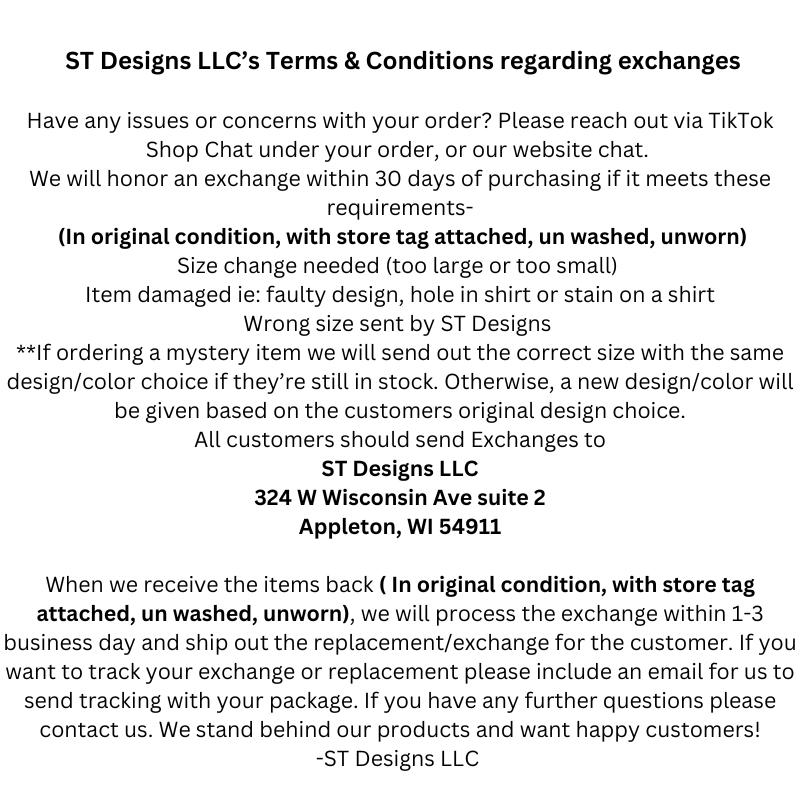 ST Designs LLC’s Terms & Conditions regarding exchanges
Have any issues or concerns with your order? Please reach out via TikTok
Shop Chat under your order, or our website chat.
We will honor an exchange within 30 days of purchasing if it meets these
requirements-
(In original condition, with store tag attached, un washed, unworn)
Size change needed (too large or too small)
Item damaged ie: faulty design, hole in shirt or stain on a shirt
Wrong size sent by ST Designs
**If ordering a mystery item we will send out the correct size with the same
design/color choice if they’re still in stock. Otherwise, a new design/color will
be given based on the customers original design choice.
All customers should send Exchanges to
ST Designs LLC
324 W Wisconsin Ave suite 2
Appleton, WI 54911
When we receive the items back ( In original condition, with store tag
attached, un washed, unworn), we will process the exchange within 1-3
business day and ship out the replacement/exchange for the customer. If you
want to track your exchange or replacement please include an email for us to
send tracking with your package. If you have any further questions please
contact us. We stand behind our products and want happy customers!
-ST Designs LLC